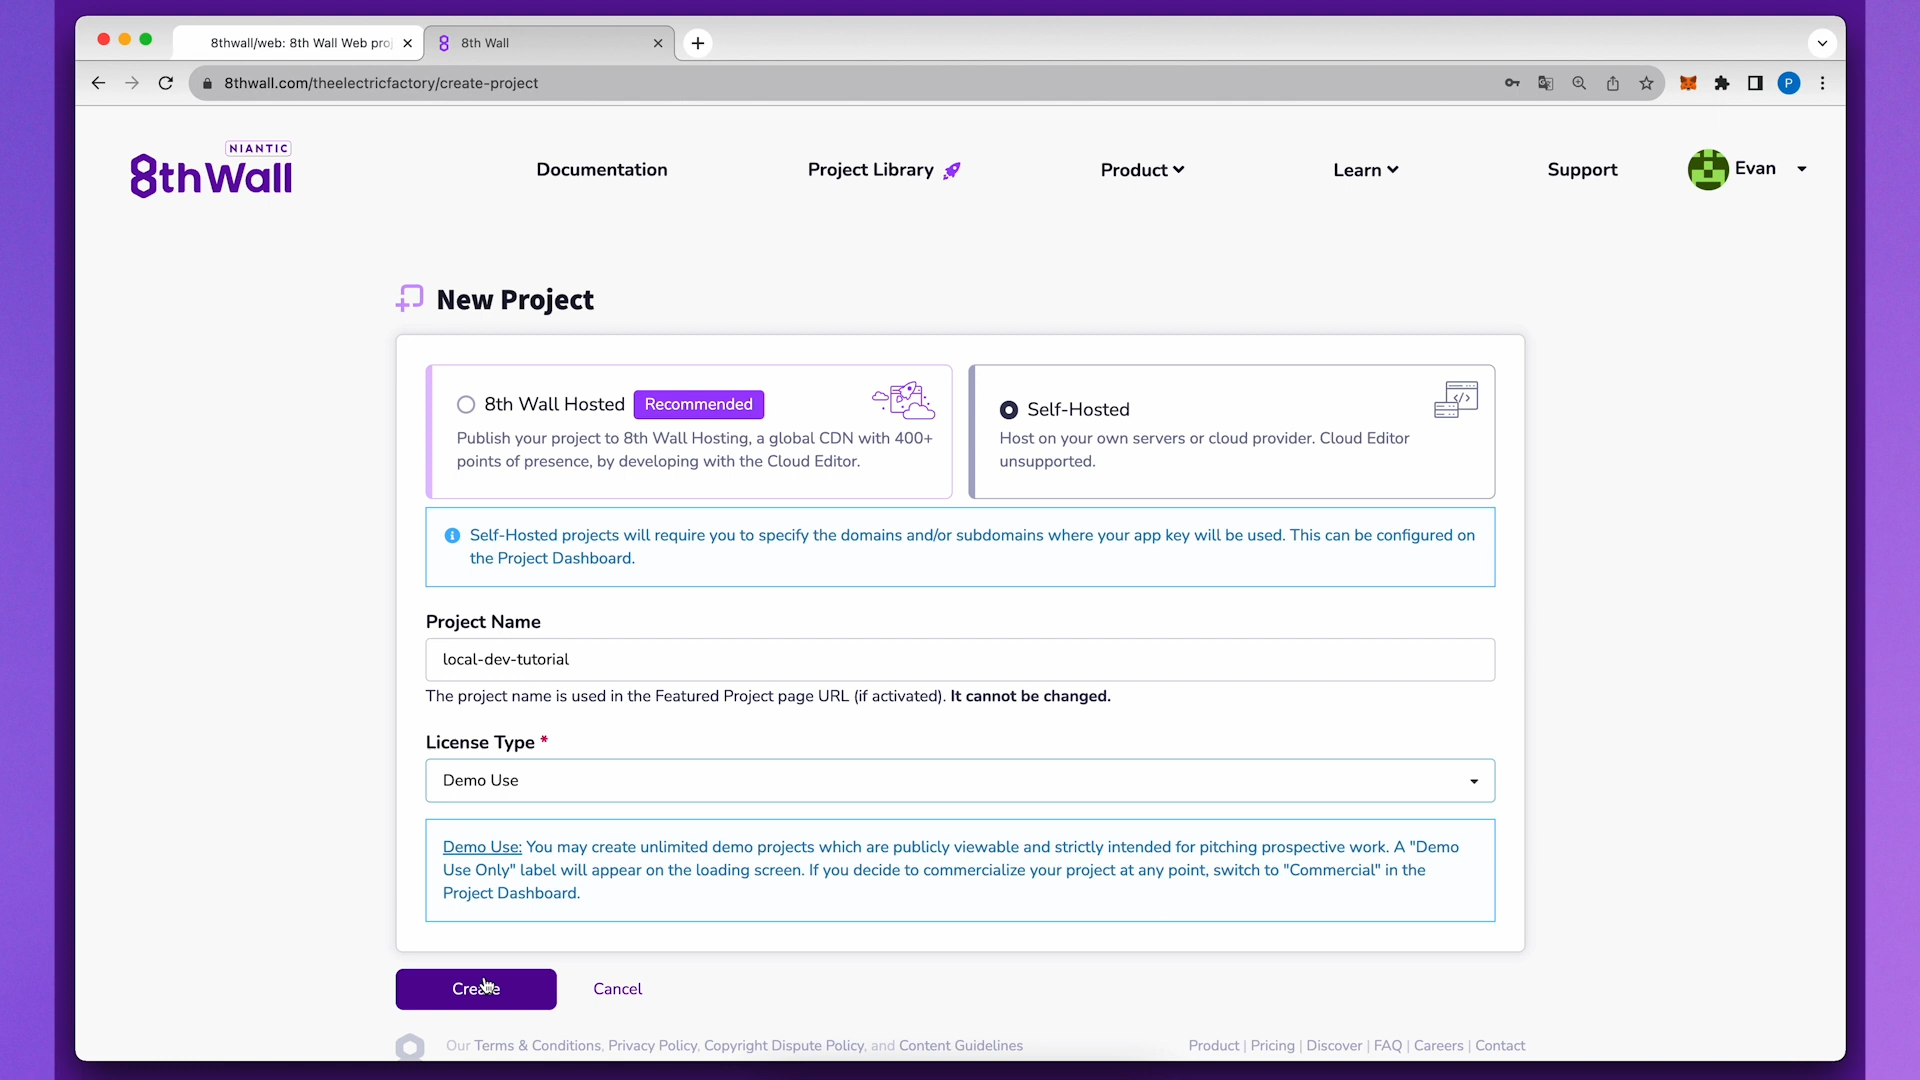 8thwall/web: 8th Wall Web pro
8th Wall
8thwall.com/theelectricfactory/create-project
P
NIANTIC
8thWall
Documentation
Project Library
Product
Learn
Support
Evan
New Project
8th Wall Hosted
Recommended
Publish your project to 8th Wall Hosting, a global CDN with 400+
points of presence, by developing with the Cloud Editor.
Self-Hosted
Host on your own servers or cloud provider. Cloud Editor
unsupported.
Self-Hosted projects will require you to specify the domains and/or subdomains where your app key will be used. This can be configured on
the Project Dashboard.
Project Name
local-dev-tutorial
The project name is used in the Featured Project page URL (if activated). It cannot be changed.
License Type *
Demo Use
Demo Use: You may create unlimited demo projects which are publicly viewable and strictly intended for pitching prospective work. A "Demo
Use Only" label will appear on the loading screen. If you decide to commercialize your project at any point, switch to "Commercial" in the
Project Dashboard.
Create
Cancel
Our Terms & Conditions, Privacy Policy, Copyright Dispute Policy, and Content Guidelines
Product | Pricing | Discover | FAQ | Careers | Contact